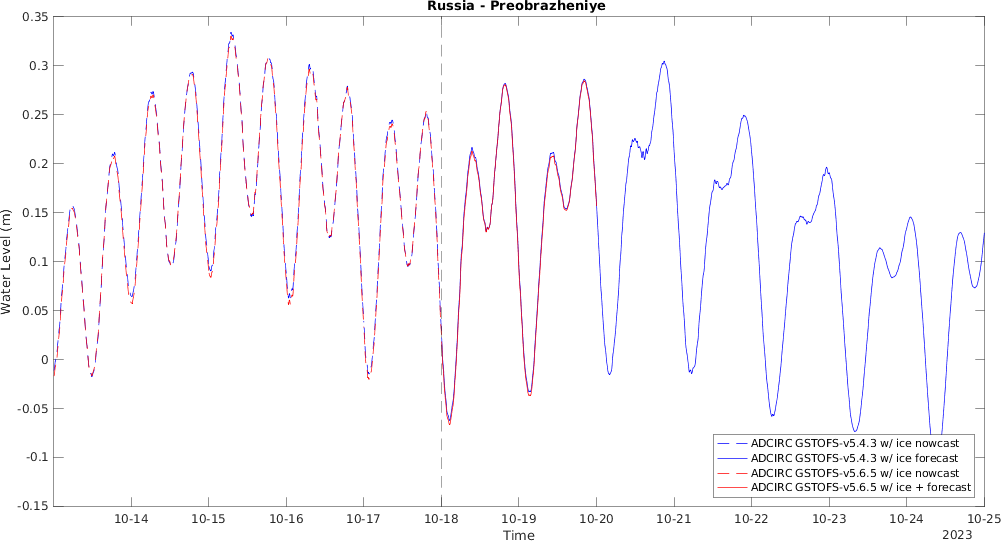 Russia - Preobrazheniye
0.35
0.3
0.25
0.2
0.15
0.1
0.05
0
-0.05
-0.1
-0.15
Water Level (m)
10-14 10-15 10-16 10-17 10-18 10-19 10-20 10-21 10-22 10-23 10-24 10-25
Time
2023
ADCIRC GSTOFS-v5.4.3 w/ ice nowcast
ADCIRC GSTOFS-v5.4.3 w/ ice forecast
ADCIRC GSTOFS-v5.6.5 w/ ice nowcast
ADCIRC GSTOFS-v5.6.5 w/ ice + forecast